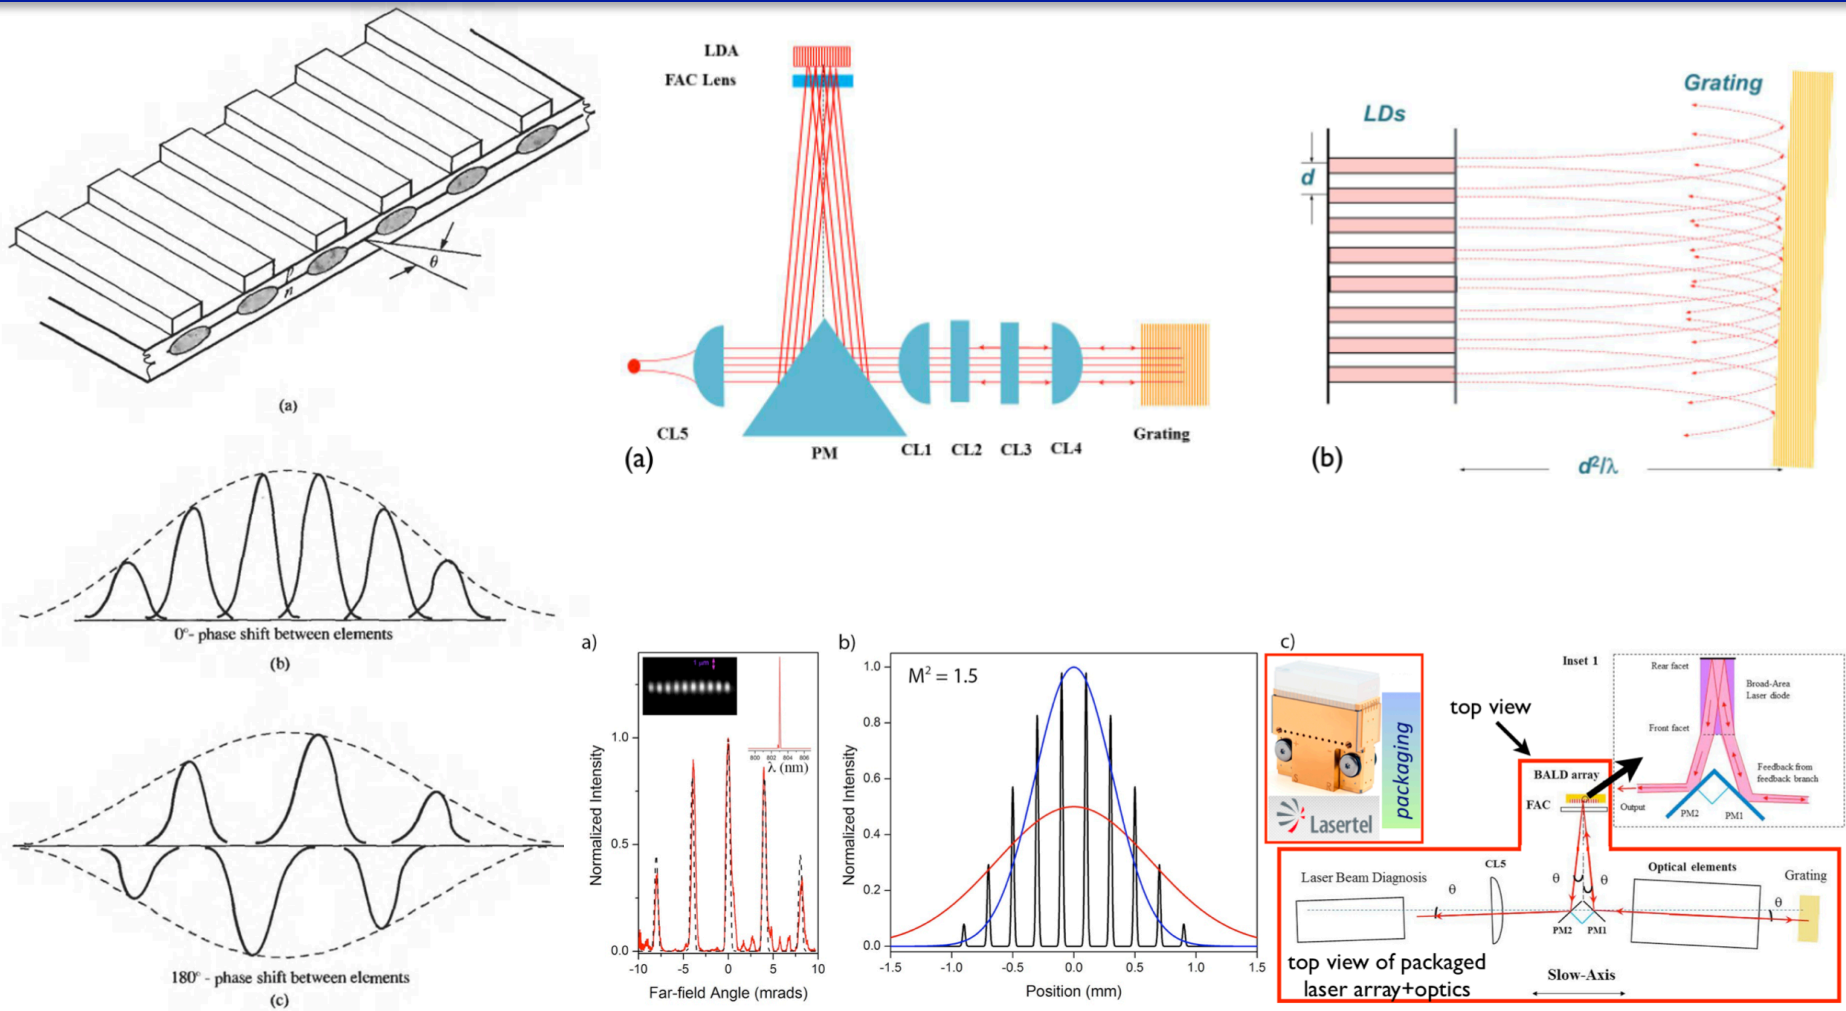 p
n
θ
(a)
0°- phase shift between elements
(b)
180° - phase shift between elements
(c)
LDA
FAC Lens
CL5
PM
CL1
CL2
CL3
CL4
Grating
(a)
LDs
Grating
d
(b)
d²/λ
a)
1 μm
800 802 804 806
λ (nm)
Normalized Intensity
1.0
0.5
0.0
-10 -5 0 5 10
Far-field Angle (mrads)
b)
M² = 1.5
Normalized Intensity
1.0
0.8
0.6
0.4
0.2
0.0
-1.5 -1.0 -0.5 0.0 0.5 1.0 1.5
Position (mm)
c)
packaging
Lasertel
top view
Inset 1
Rear facet
Broad-Area
Laser diode
Front facet
Feedback from
feedback branch
Output
PM2
PM1
BALD array
FAC
CL5
Optical elements
Grating
Laser Beam Diagnosis
θ
θ
θ
θ
PM2
PM1
top view of packaged
laser array+optics
Slow-Axis